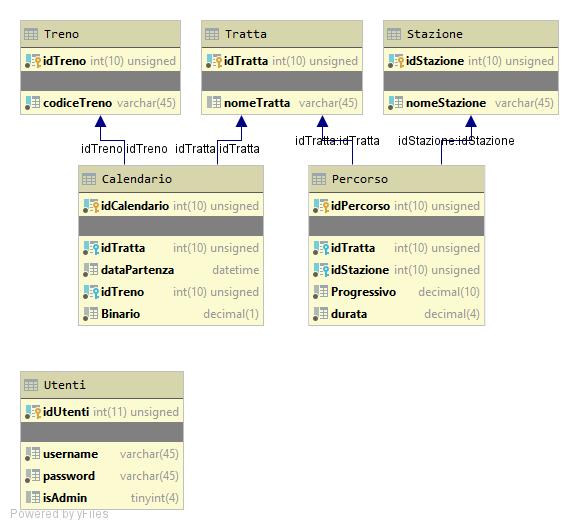 Treno
idTreno int(10) unsigned
codiceTreno varchar(45)
Tratta
idTratta int(10) unsigned
nomeTratta varchar(45)
Stazione
idStazione int(10) unsigned
nomeStazione varchar(45)
idTreno:idTreno
idTratta:idTratta
idTratta:idTratta
idStazione:idStazione
Calendario
idCalendario int(10) unsigned
idTratta int(10) unsigned
dataPartenza datetime
idTreno int(10) unsigned
Binario decimal(1)
Percorso
idPercorso int(10) unsigned
idTratta int(10) unsigned
idStazione int(10) unsigned
Progressivo decimal(10)
durata decimal(4)
Utenti
idUtenti int(11) unsigned
username varchar(45)
password varchar(45)
isAdmin tinyint(4)
Powered by yFiles